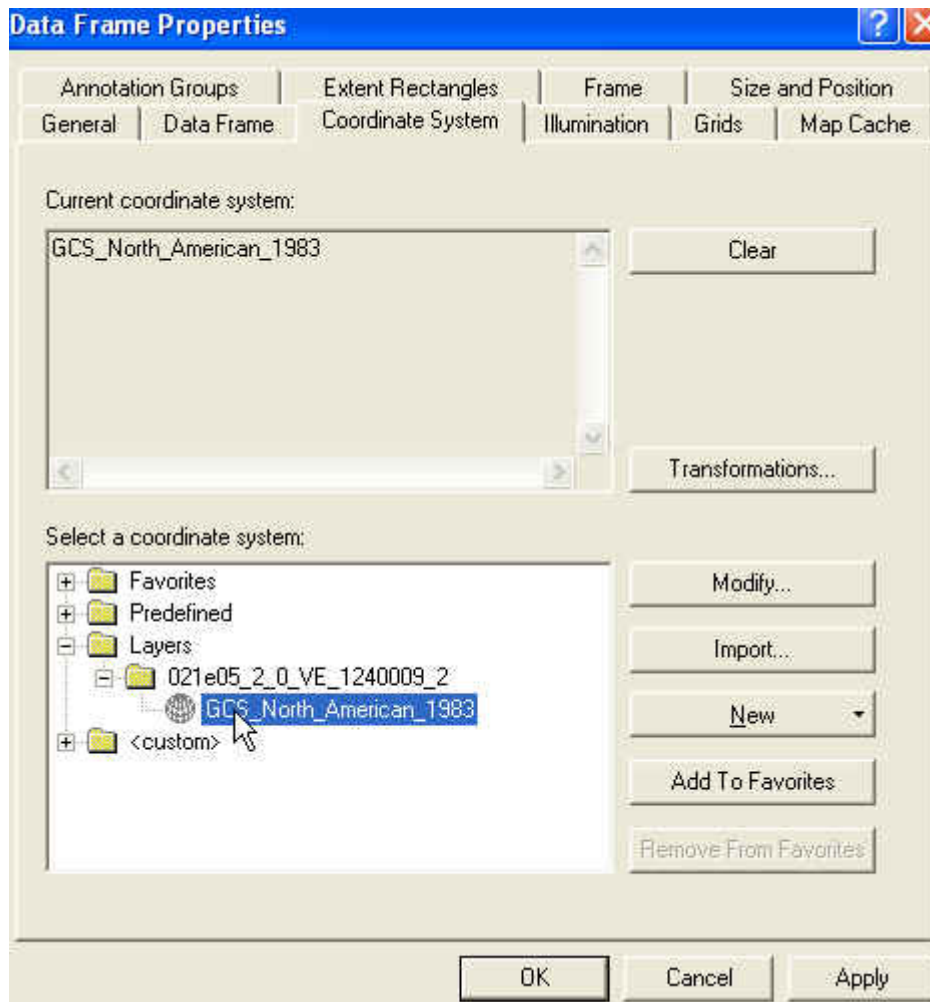 Data Frame Properties
Annotation Groups Extent Rectangles Frame Size and Position
General Data Frame Coordinate System Illumination Grids Map Cache
Current coordinate system:
GCS_North_American_1983
Clear
Transformations...
Select a coordinate system:
Favorites
Predefined
Layers
021e05_2_0_VE_1240009_2
GCS_North_American_1983
<custom>
Modify...
Import...
New
Add To Favorites
Remove From Favorites
OK Cancel Apply